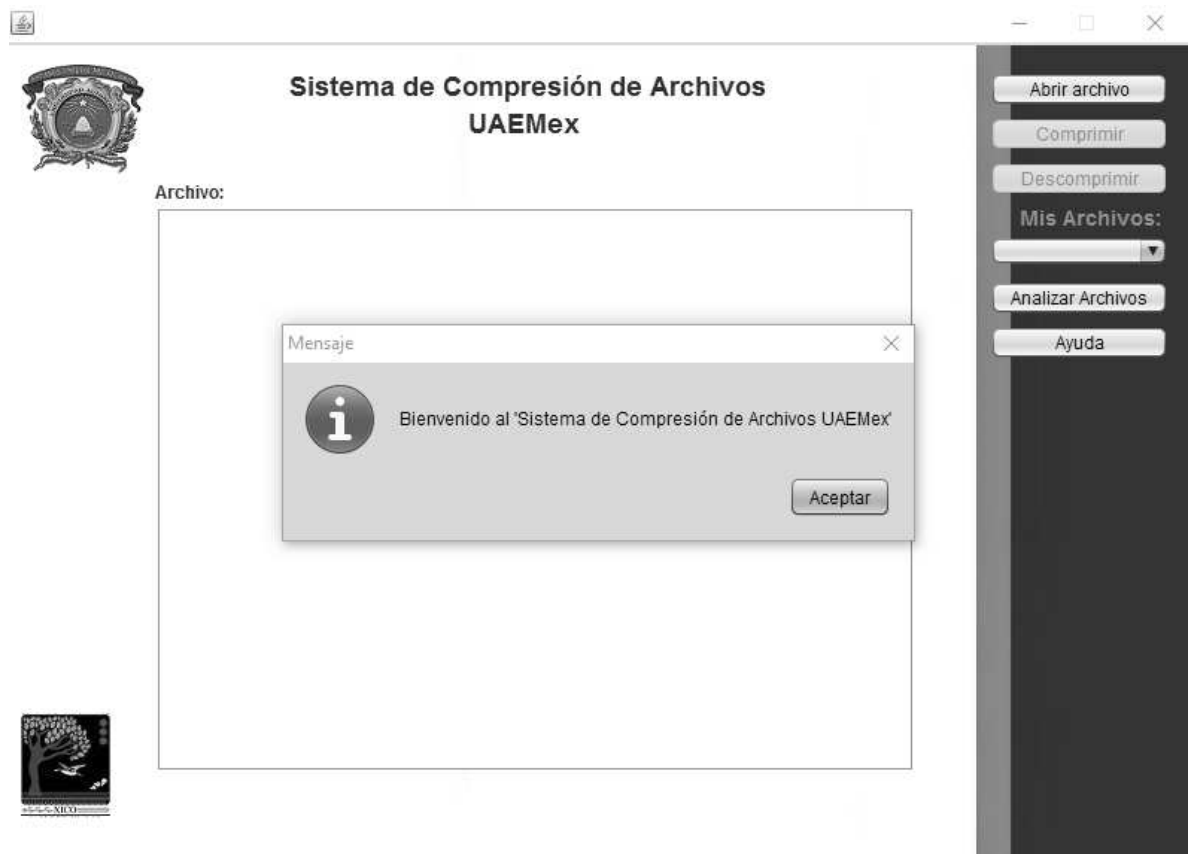 Sistema de Compresión de Archivos
UAEMex
Archivo:
Mensaje
Bienvenido al 'Sistema de Compresión de Archivos UAEMex'
Aceptar
Abrir archivo
Comprimir
Descomprimir
Mis Archivos:
Analizar Archivos
Ayuda
XICO